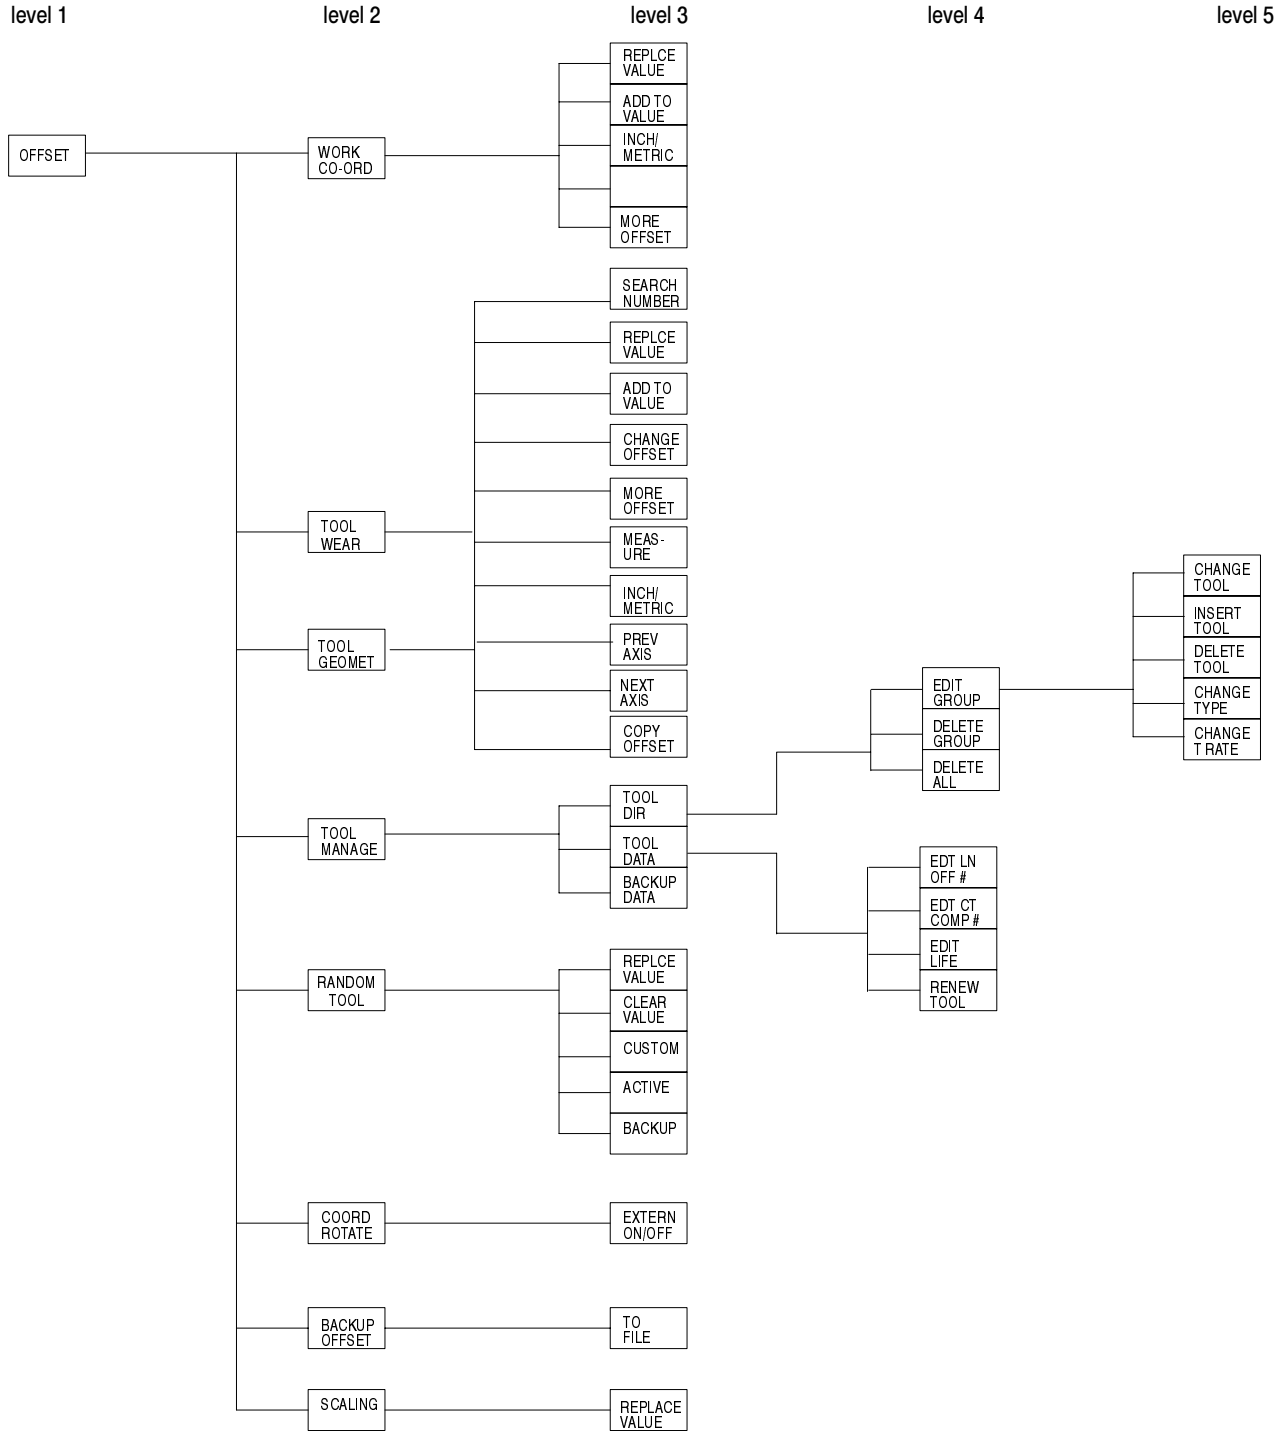 level 1
level 2
level 3
level 4
level 5
OFFSET
WORK
CO-ORD
REPLCE
VALUE
ADD TO
VALUE
INCH/
METRIC
MORE
OFFSET
TOOL
WEAR
TOOL
GEOMET
SEARCH
NUMBER
REPLCE
VALUE
ADD TO
VALUE
CHANGE
OFFSET
MORE
OFFSET
MEAS-
URE
INCH/
METRIC
PREV
AXIS
NEXT
AXIS
COPY
OFFSET
TOOL
MANAGE
TOOL
DIR
TOOL
DATA
BACKUP
DATA
EDIT
GROUP
DELETE
GROUP
DELETE
ALL
CHANGE
TOOL
INSERT
TOOL
DELETE
TOOL
CHANGE
TYPE
CHANGE
T RATE
EDT LN
OFF #
EDT CT
COMP #
EDIT
LIFE
RENEW
TOOL
RANDOM
TOOL
REPLCE
VALUE
CLEAR
VALUE
CUSTOM
ACTIVE
BACKUP
COORD
ROTATE
EXTERN
ON/OFF
BACKUP
OFFSET
TO
FILE
SCALING
REPLACE
VALUE